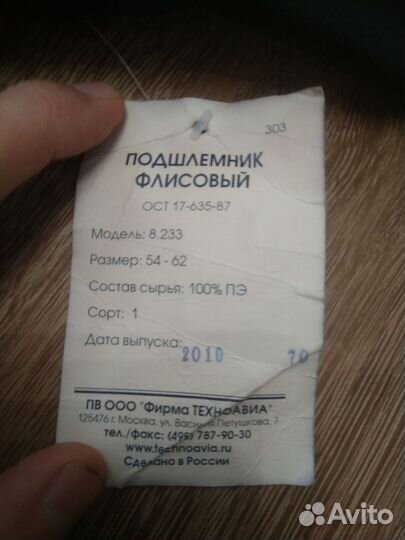 303
ПОДШЛЕМНИК
ФЛИСОВЫЙ
ОСТ 17-635-87
Модель: 8.233
Размер: 54 - 62
Состав сырья: 100% ПЭ
Сорт: 1
Дата выпуска: 2010 70
ПВ ООО "Фирма ТЕХНОАВИА"
125476 г. Москва, ул. Василия Петушкова, 7
тел./факс: (495) 787-90-30
www.technoavia.ru
Сделано в России
Avito